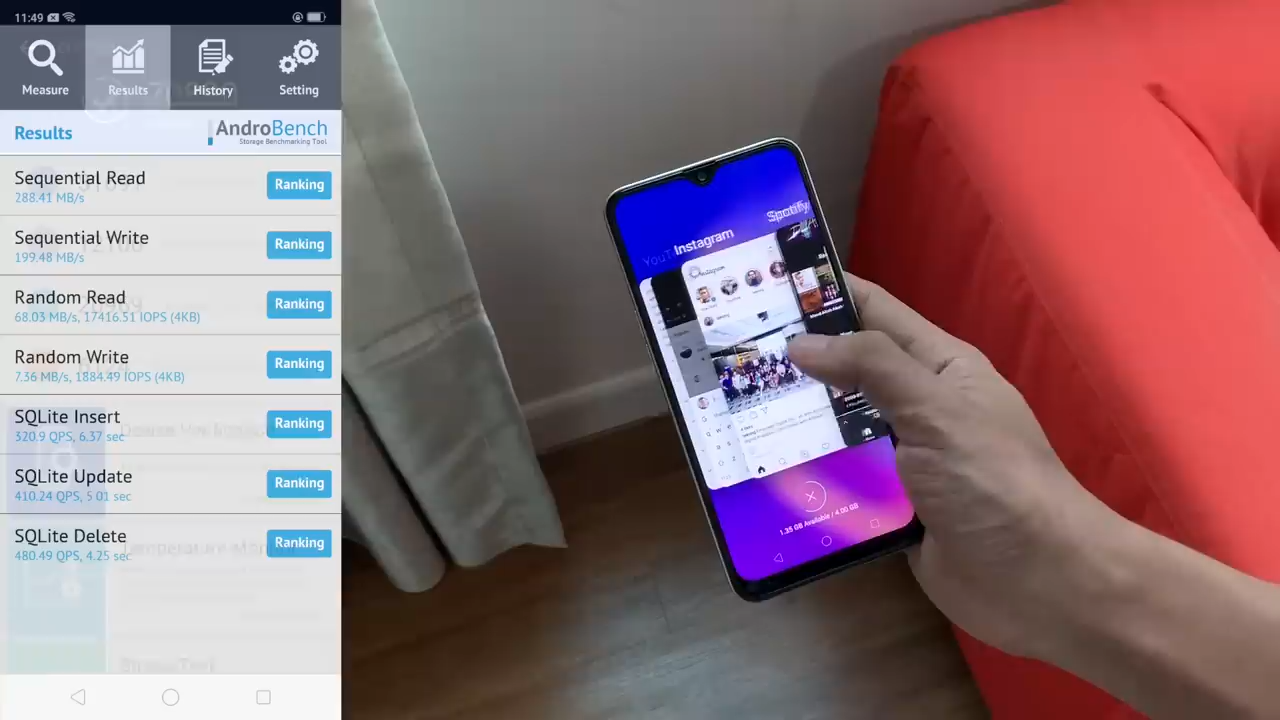 11:49
Measure
Results
History
Setting
Results
AndroBench
Storage Benchmarking Tool
Sequential Read
288.41 MB/s
Ranking
Sequential Write
199.48 MB/s
Ranking
Random Read
68.03 MB/s, 17416.51 IOPS (4KB)
Ranking
Random Write
7.36 MB/s, 1884.49 IOPS (4KB)
Ranking
SQLite Insert
320.9 QPS, 6.37 sec
Ranking
SQLite Update
410.24 QPS, 5.01 sec
Ranking
SQLite Delete
480.49 QPS, 4.25 sec
Ranking
Spotify
Instagram
Instagram
1.35 GB Available / 4.00 GB